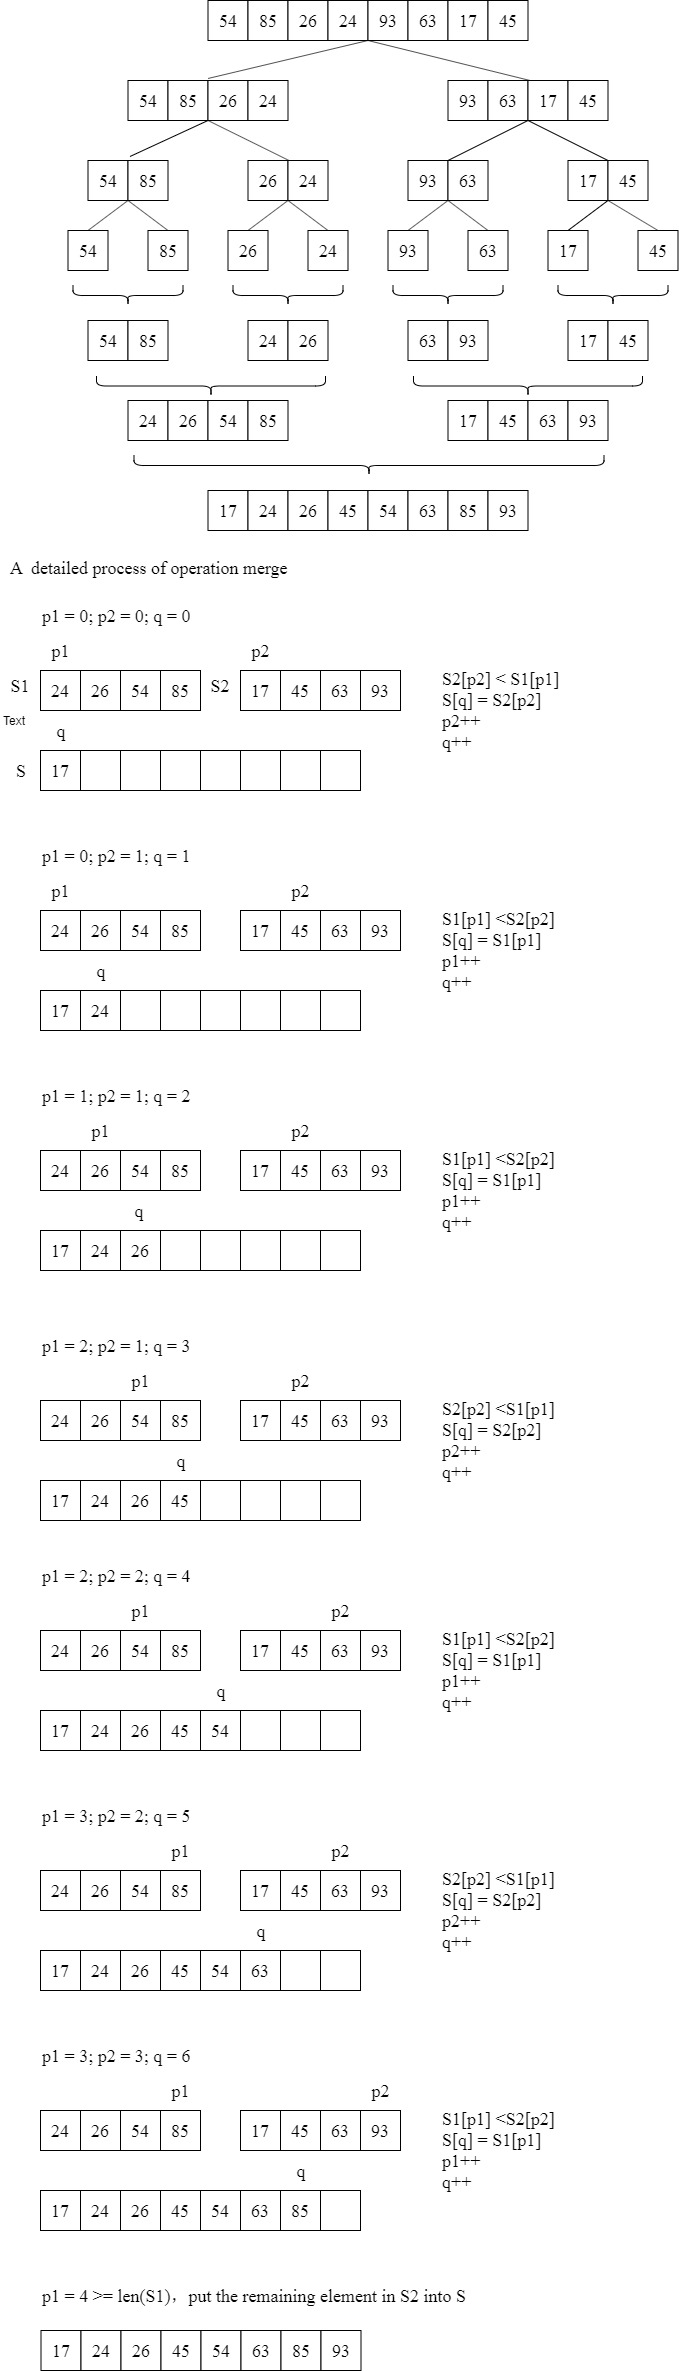 54 85 26 24 93 63 17 45
54 85 26 24 93 63 17 45
54 85 26 24 93 63 17 45
54 85 26 24 93 63 17 45
54 85 24 26 63 93 17 45
24 26 54 85 17 45 63 93
17 24 26 45 54 63 85 93
A detailed process of operation merge
p1 = 0; p2 = 0; q = 0
p1 p2
S1 24 26 54 85 S2 17 45 63 93
S2[p2] < S1[p1]
S[q] = S2[p2]
p2++
q++
Text
q
S 17
p1 = 0; p2 = 1; q = 1
p1 p2
24 26 54 85 17 45 63 93
S1[p1] <S2[p2]
S[q] = S1[p1]
p1++
q++
q
17 24
p1 = 1; p2 = 1; q = 2
p1 p2
24 26 54 85 17 45 63 93
S1[p1] <S2[p2]
S[q] = S1[p1]
p1++
q++
q
17 24 26
p1 = 2; p2 = 1; q = 3
p1 p2
24 26 54 85 17 45 63 93
S2[p2] <S1[p1]
S[q] = S2[p2]
p2++
q++
q
17 24 26 45
p1 = 2; p2 = 2; q = 4
p1 p2
24 26 54 85 17 45 63 93
S1[p1] <S2[p2]
S[q] = S1[p1]
p1++
q++
q
17 24 26 45 54
p1 = 3; p2 = 2; q = 5
p1 p2
24 26 54 85 17 45 63 93
S2[p2] <S1[p1]
S[q] = S2[p2]
p2++
q++
q
17 24 26 45 54 63
p1 = 3; p2 = 3; q = 6
p1 p2
24 26 54 85 17 45 63 93
S1[p1] <S2[p2]
S[q] = S1[p1]
p1++
q++
q
17 24 26 45 54 63 85
p1 = 4 >= len(S1)，put the remaining element in S2 into S
17 24 26 45 54 63 85 93